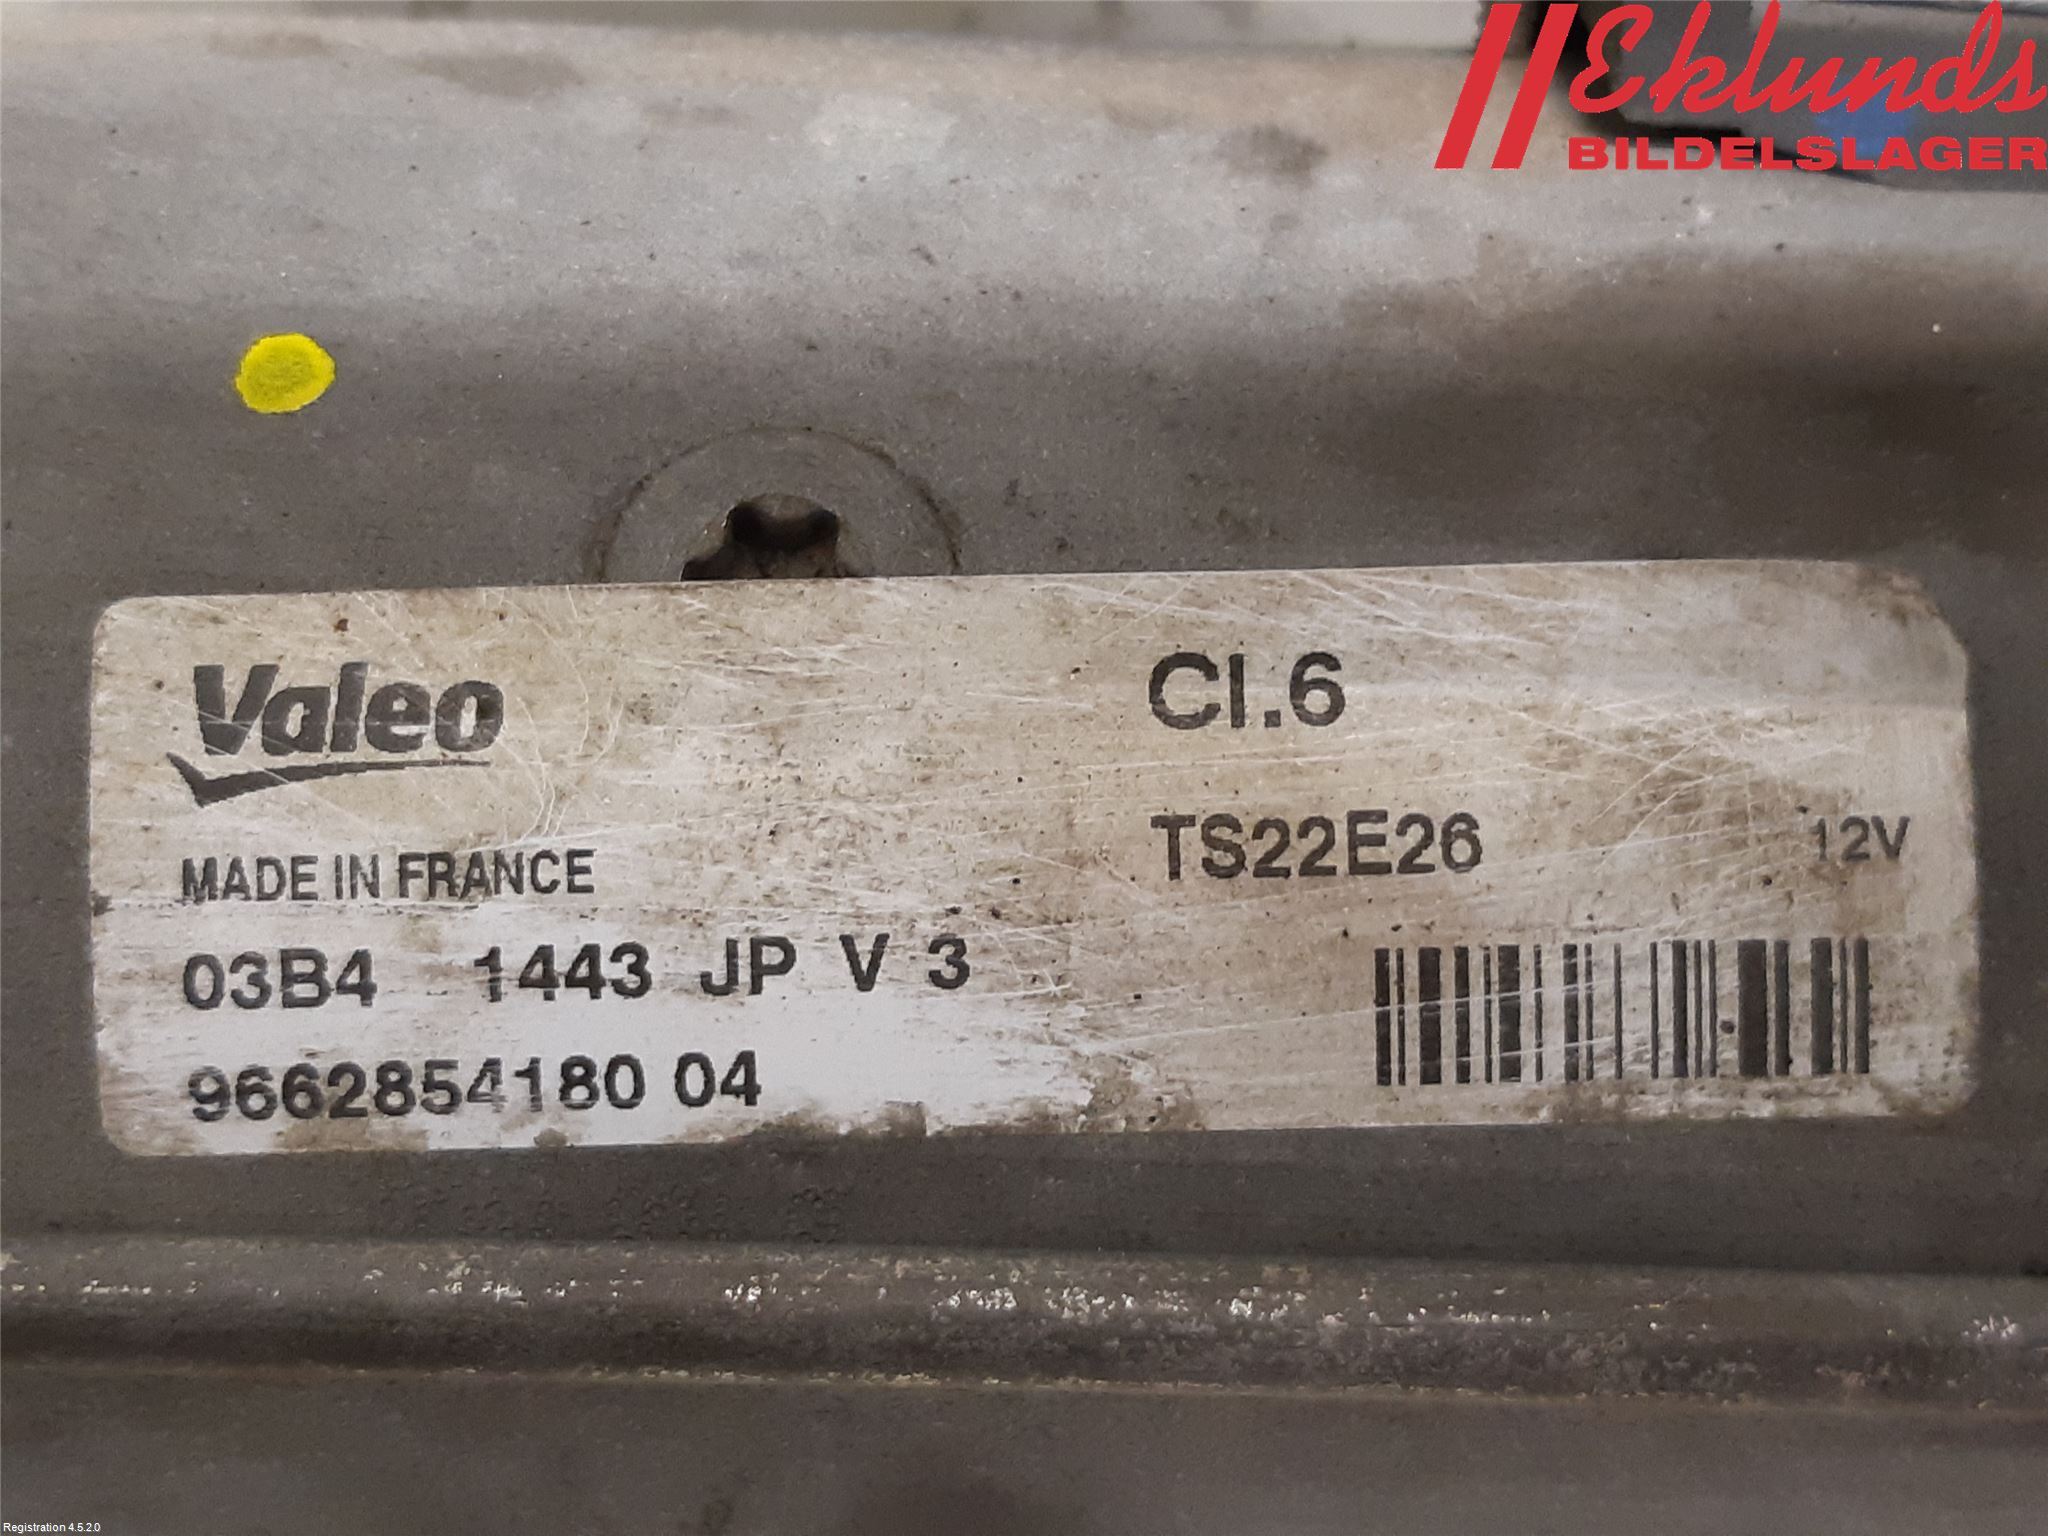 Eklunds
BILDELSLAGER
Valeo
CI.6
MADE IN FRANCE
TS22E26
12V
03B4 1443 JP V 3
9662854180 04
Registration 4.5.2.0